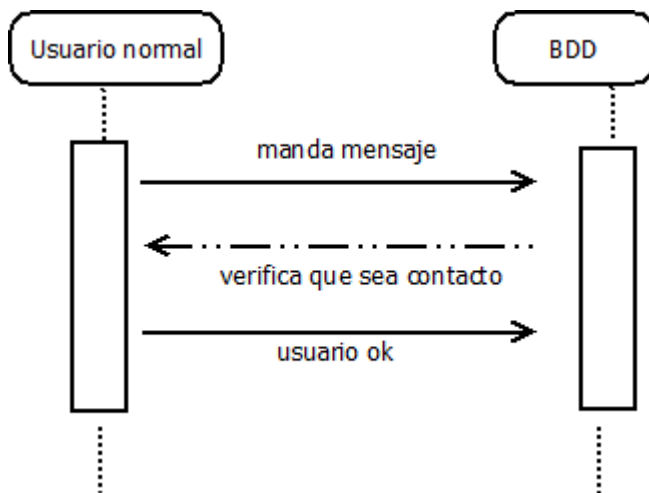 Usuario normal
BDD
manda mensaje
verifica que sea contacto
usuario ok